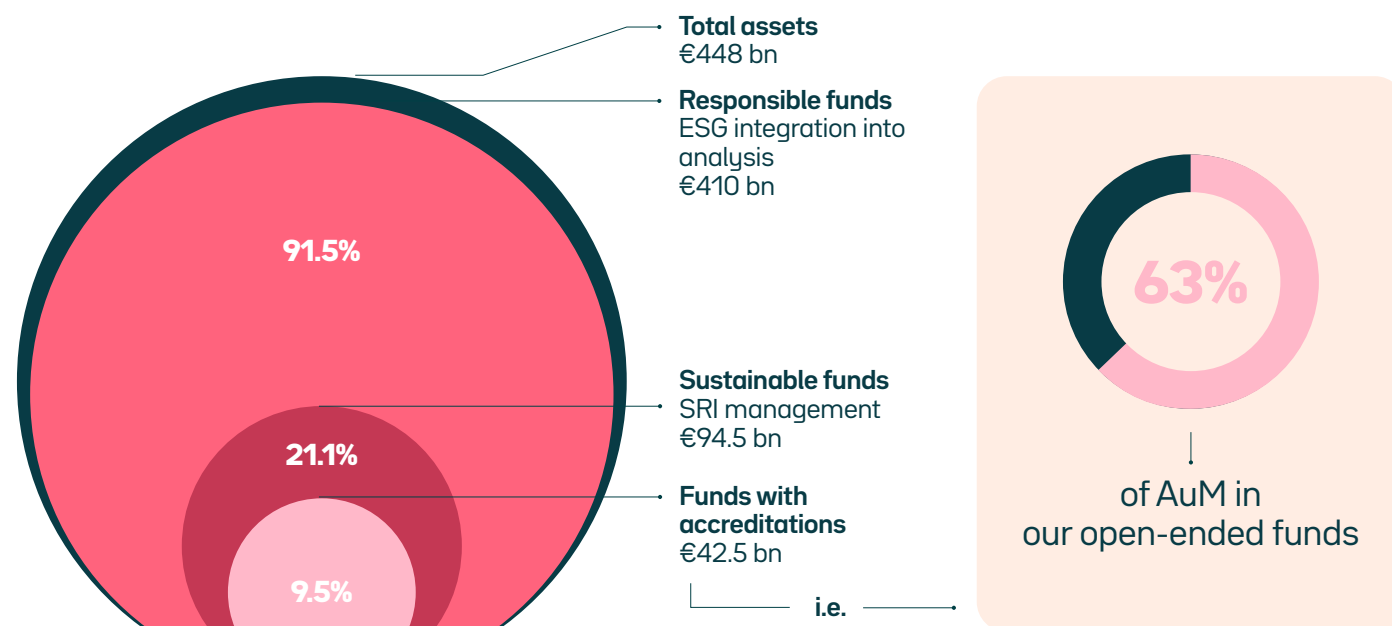 Total assets
€448 bn
Responsible funds
ESG integration into
analysis
€410 bn
91.5%
Sustainable funds
SRI management
€94.5 bn
21.1%
Funds with
accreditations
€42.5 bn
9.5%
i.e.
63%
of AuM in
our open-ended funds